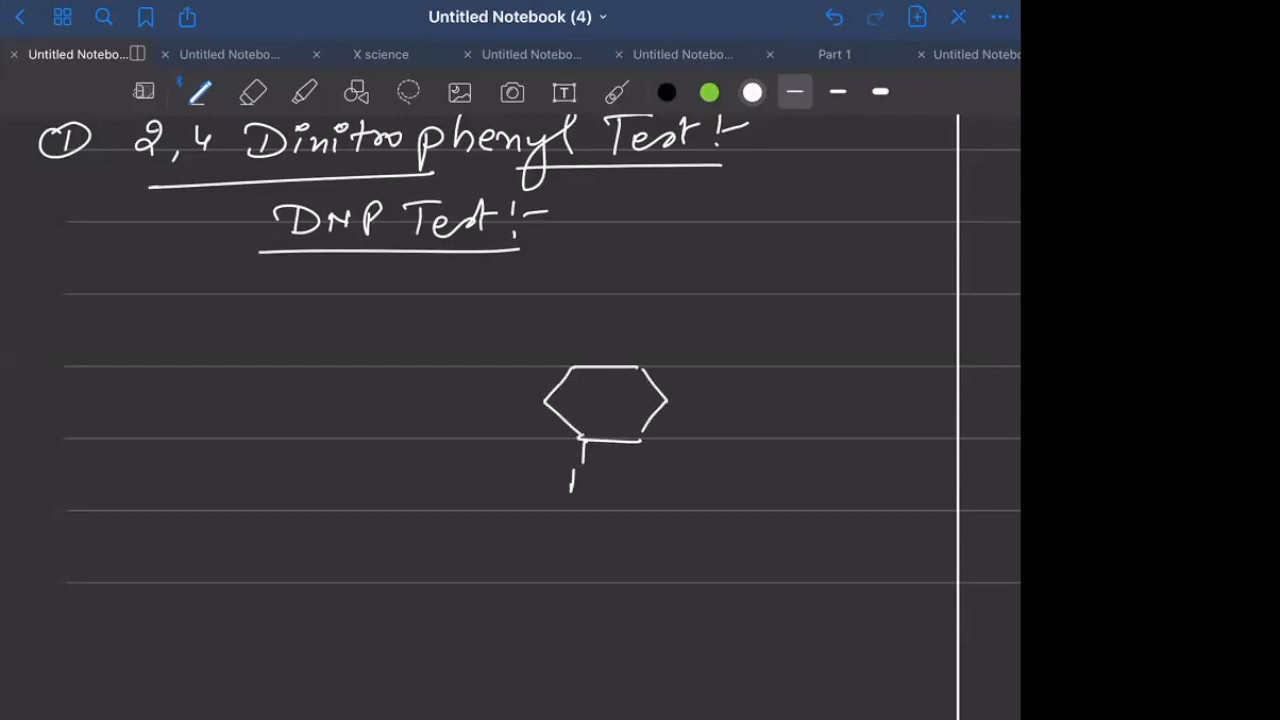 Untitled Notebook (4)
Untitled Notebo...
Untitled Notebo...
X science
Untitled Notebo...
Untitled Notebo...
Part 1
Untitled Notebo
T
① 2,4 Dinitrophenyl Test:-
DNP Test:-